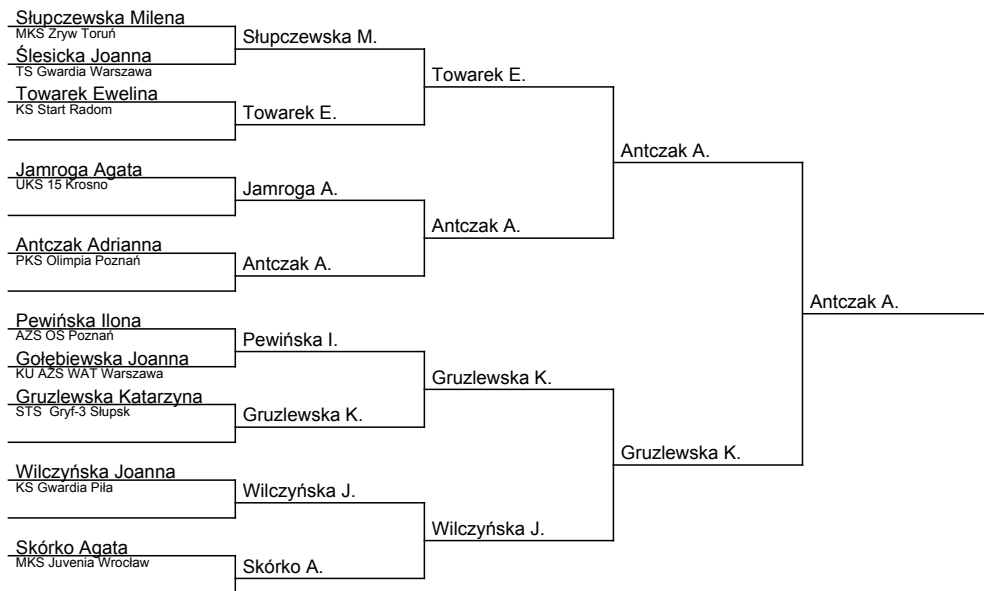 Słupczewska Milena
MKS Zryw Toruń
Ślesicka Joanna
TS Gwardia Warszawa
Towarek Ewelina
KS Start Radom
Jamroga Agata
UKS 15 Krosno
Antczak Adrianna
PKS Olimpia Poznań
Pewińska Ilona
AZS OŚ Poznań
Gołębiewska Joanna
KU AZS WAT Warszawa
Gruzlewska Katarzyna
STS Gryf-3 Słupsk
Wilczyńska Joanna
KS Gwardia Piła
Skórko Agata
MKS Juvenia Wrocław
Słupczewska M.
Towarek E.
Jamroga A.
Antczak A.
Pewińska I.
Gruzlewska K.
Wilczyńska J.
Skórko A.
Towarek E.
Antczak A.
Gruzlewska K.
Wilczyńska J.
Antczak A.
Gruzlewska K.
Antczak A.